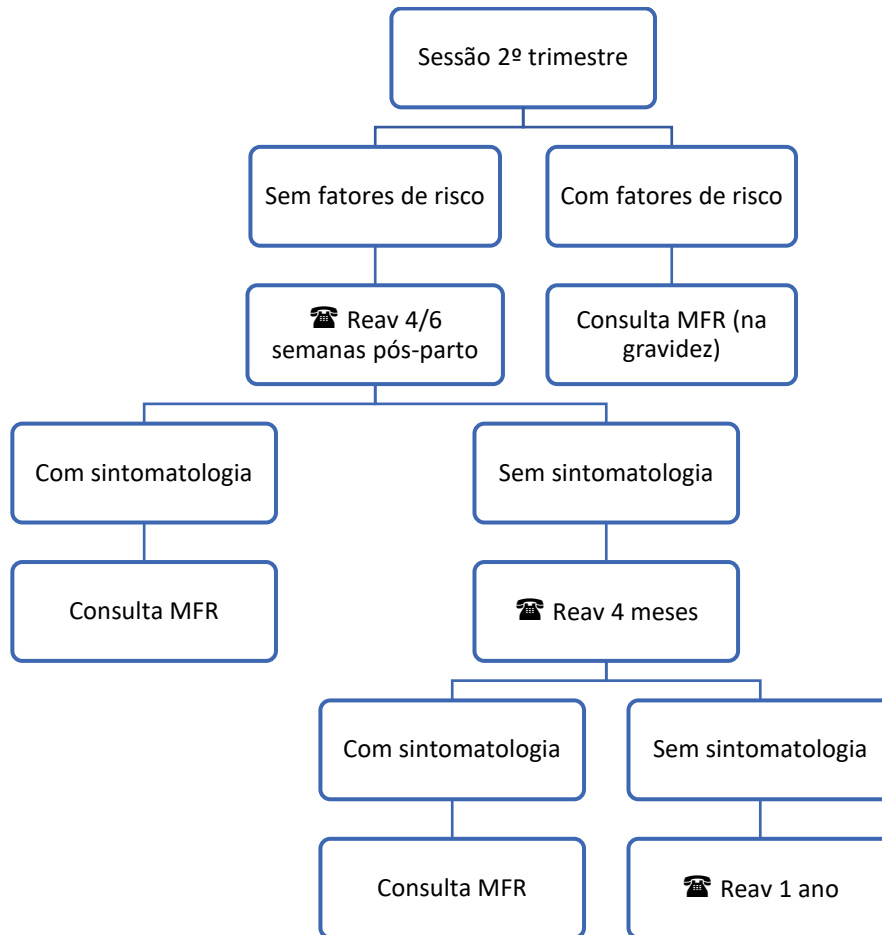 Sessão 2º trimestre
Sem fatores de risco
Com fatores de risco
☎ Reav 4/6
semanas pós-parto
Consulta MFR (na
gravidez)
Com sintomatologia
Sem sintomatologia
Consulta MFR
☎ Reav 4 meses
Com sintomatologia
Sem sintomatologia
Consulta MFR
☎ Reav 1 ano